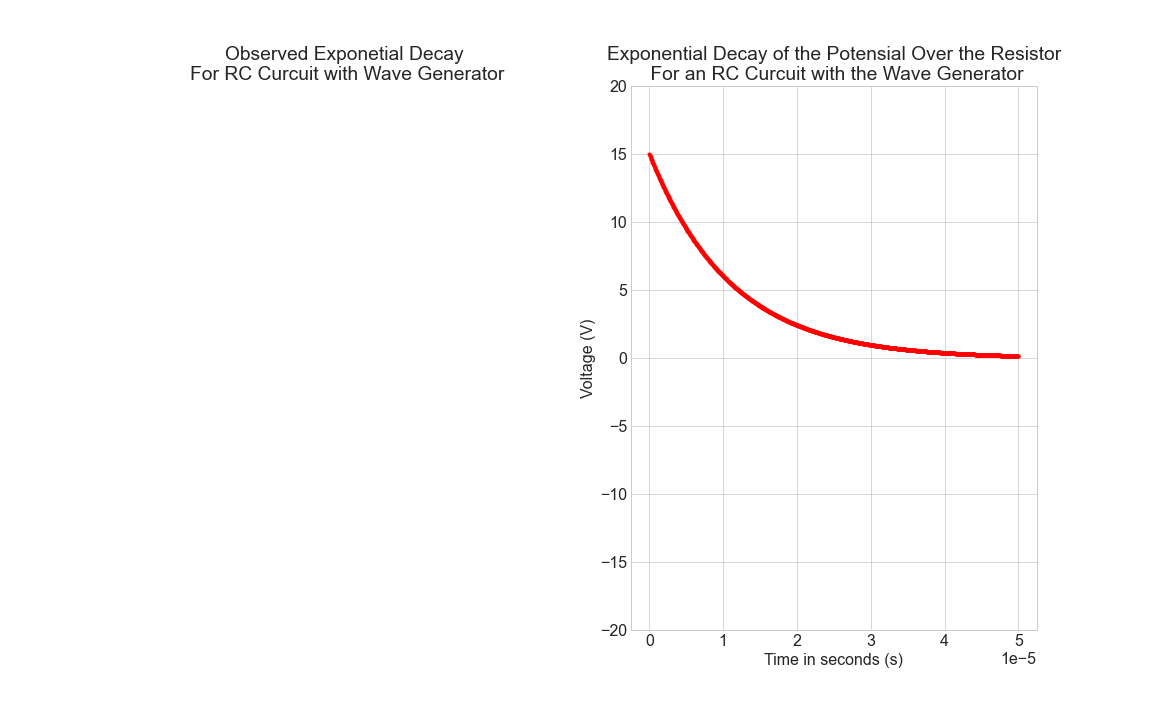 Observed Exponetial Decay
For RC Curcuit with Wave Generator
Exponential Decay of the Potensial Over the Resistor
For an RC Curcuit with the Wave Generator
20
15
10
5
0
−5
−10
−15
−20
Voltage (V)
0 1 2 3 4 5
1e−5
Time in seconds (s)